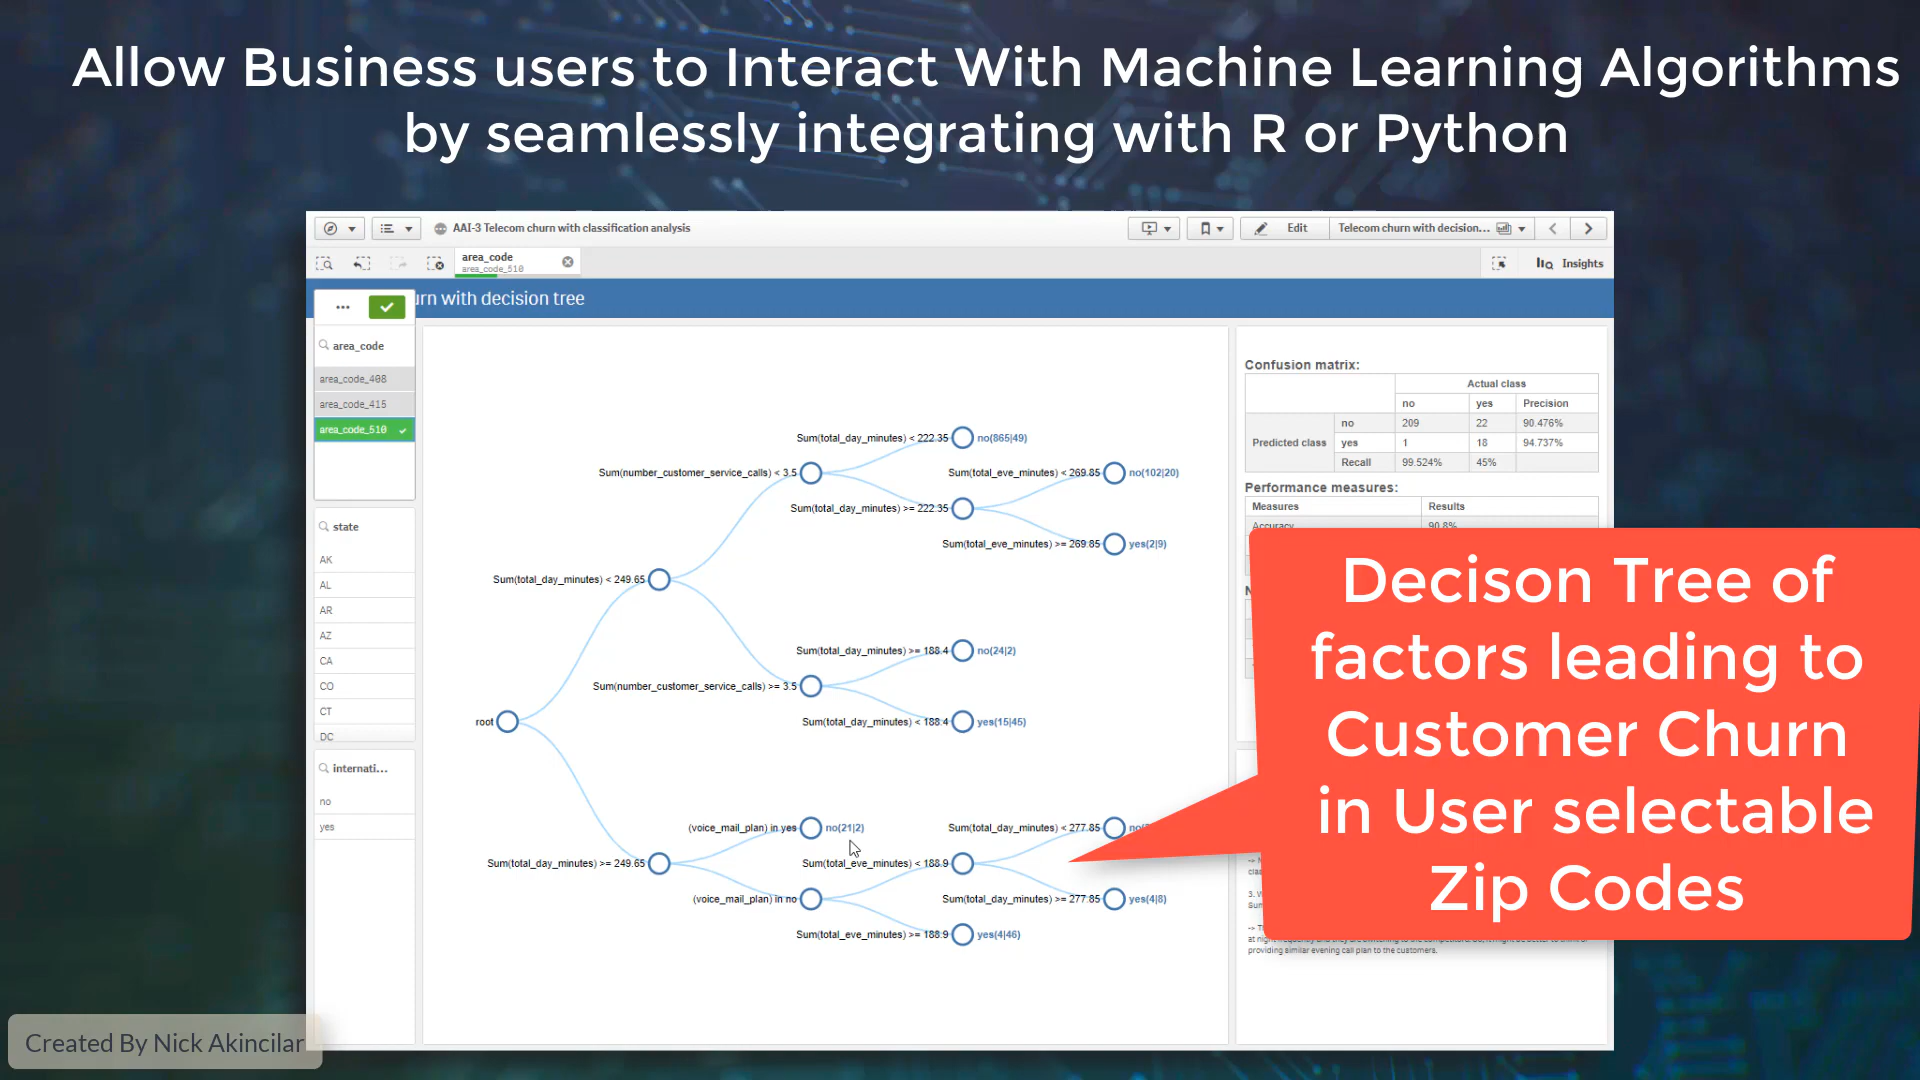 Allow Business users to Interact With Machine Learning Algorithms
by seamlessly integrating with R or Python
AAI-3 Telecom churn with classification analysis
Edit
Telecom churn with decision...
area_code
area_code_510
Insights
urn with decision tree
area_code
area_code_408
area_code_415
area_code_510
state
AK
AL
AR
AZ
CA
CO
CT
DC
internati...
no
yes
Sum(total_day_minutes) < 222.35
no(865|49)
Sum(number_customer_service_calls) < 3.5
Sum(total_eve_minutes) < 269.85
no(102|20)
Sum(total_day_minutes) >= 222.35
Sum(total_eve_minutes) >= 269.85
yes(2|9)
Sum(total_day_minutes) < 249.65
Sum(total_day_minutes) >= 188.4
no(24|2)
Sum(number_customer_service_calls) >= 3.5
Sum(total_day_minutes) < 188.4
yes(15|45)
root
(voice_mail_plan) in yes
no(21|2)
Sum(total_day_minutes) < 277.85
Sum(total_day_minutes) >= 249.65
Sum(total_eve_minutes) < 188.9
(voice_mail_plan) in no
Sum(total_day_minutes) >= 277.85
yes(4|8)
Sum(total_eve_minutes) >= 188.9
yes(4|46)
Confusion matrix:
Actual class
no yes Precision
Predicted class
no 209 22 90.476%
yes 1 18 94.737%
Recall 99.524% 45%
Performance measures:
Measures Results
Accuracy 90.8%
Decison Tree of
factors leading to
Customer Churn
in User selectable
Zip Codes
providing similar evening call plan to the customers.
Created By Nick Akincilar